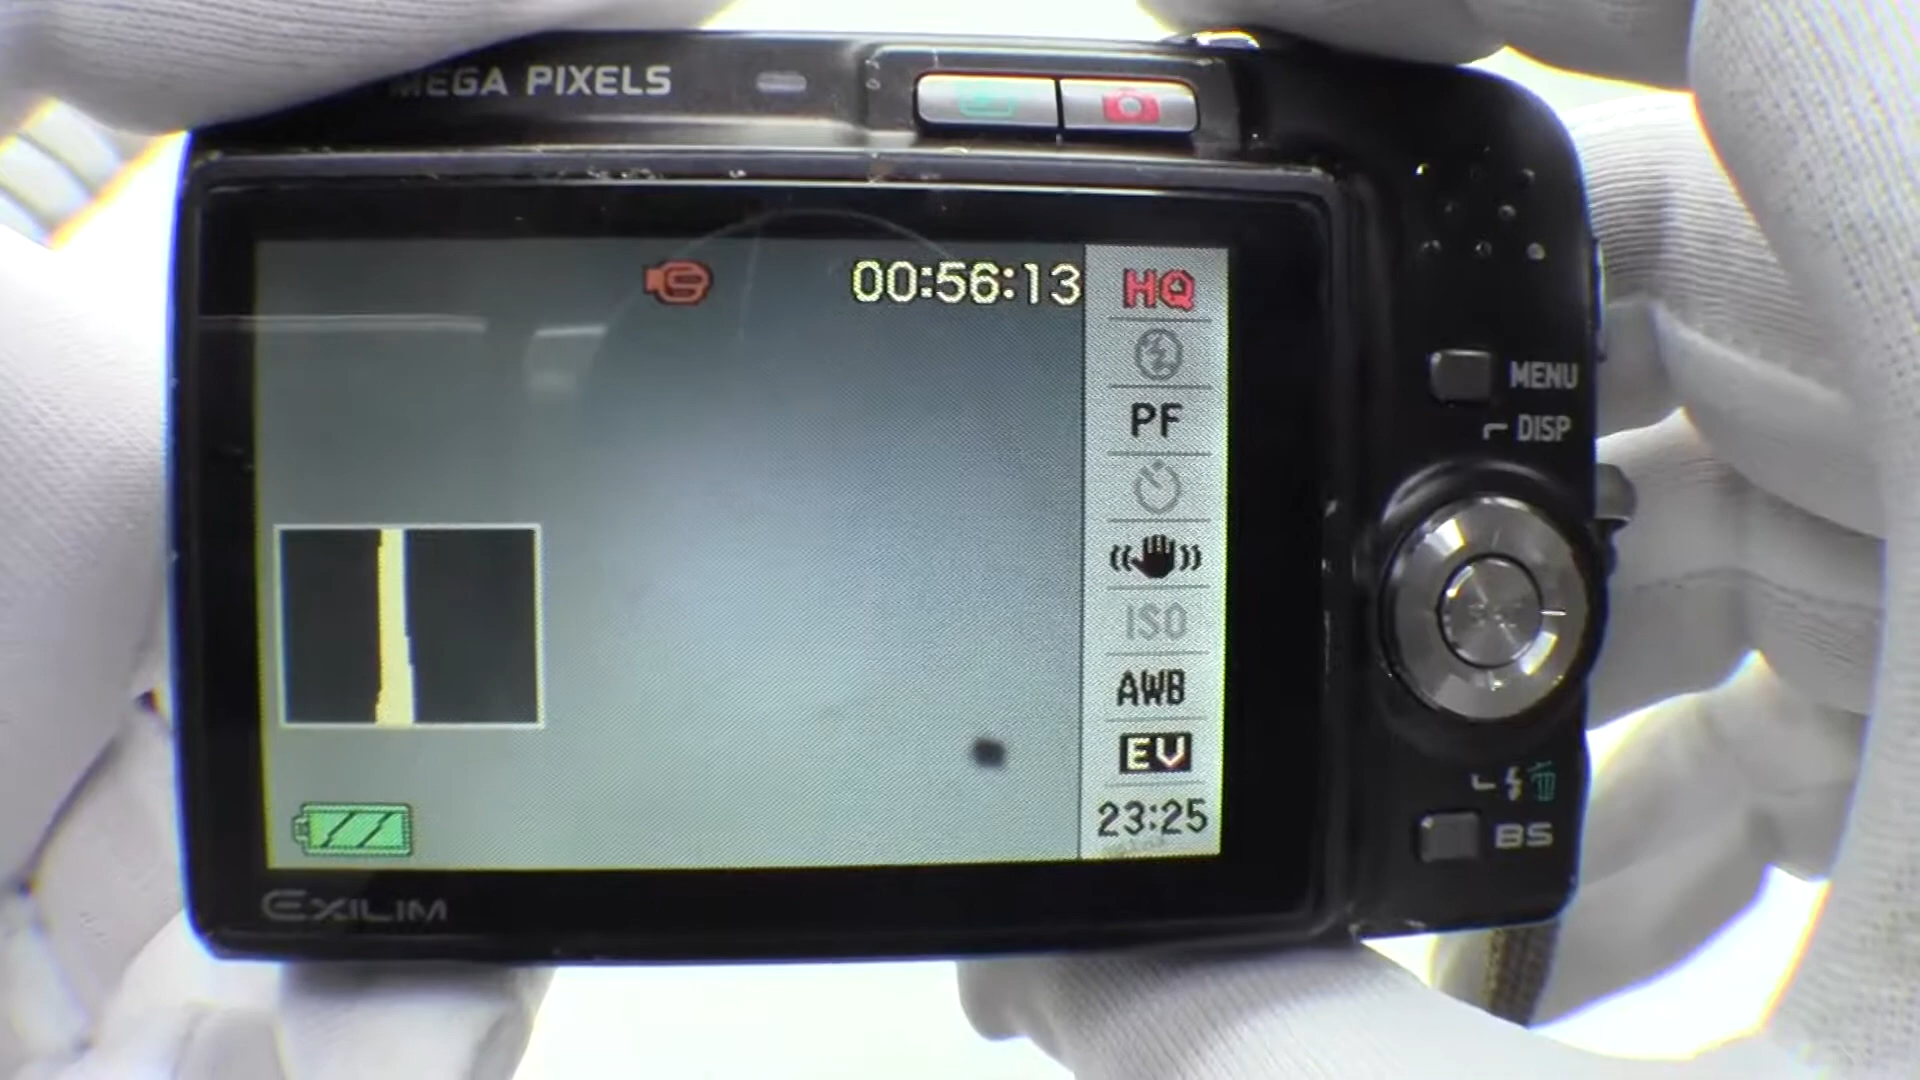 MEGA PIXELS
00:56:13
HQ
PF
ISO
AWB
EV
23:25
MENU
DISP
BS
EXILIM